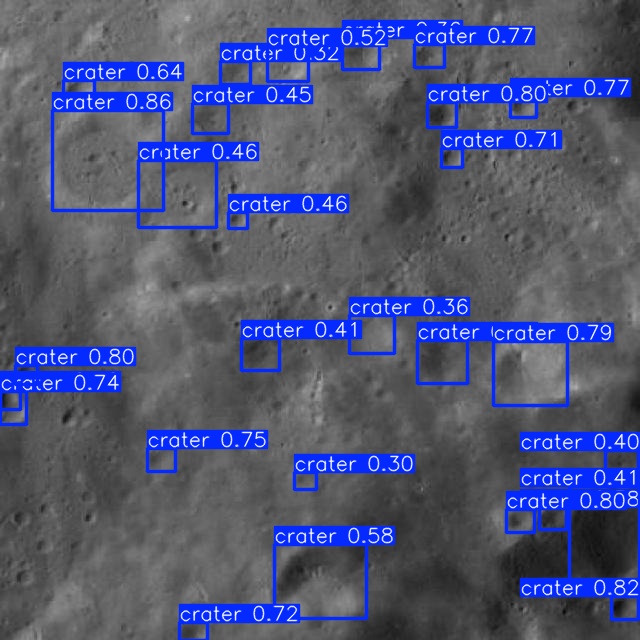 crater 0.52
crater 0.77
crater 0.32
crater 0.64
crater 0.77
crater 0.45
crater 0.80
crater 0.86
crater 0.71
crater 0.46
crater 0.46
crater 0.36
crater 0.41
crater
crater 0.79
crater 0.80
crater 0.74
crater 0.75
crater 0.40
crater 0.30
crater 0.41
crater 0.80
crater 0.58
crater 0.82
crater 0.72